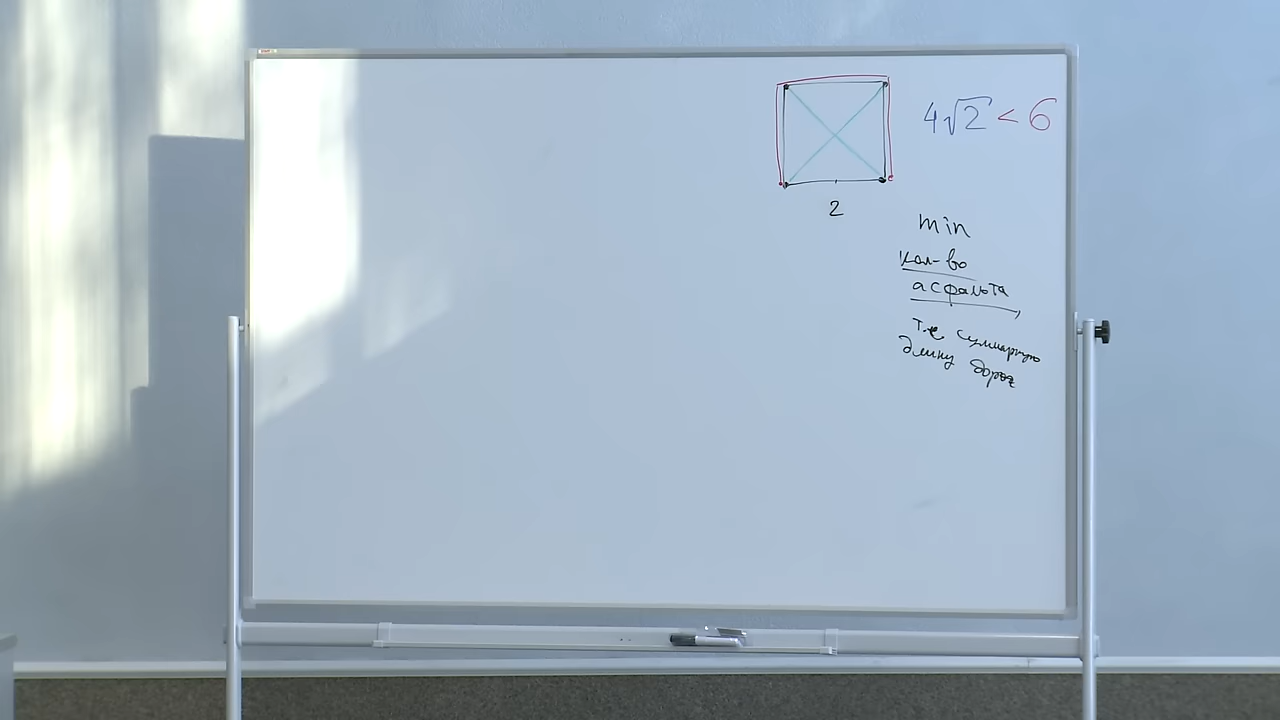 4√2 < 6
2
min
кол-во
асфальта
т.е суммарную
длину дорог